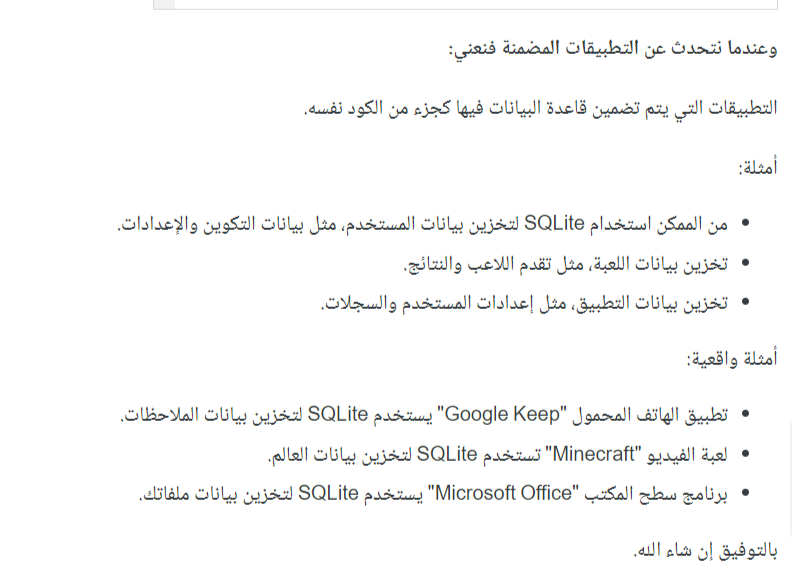 وعندما نتحدث عن التطبيقات المضمنة فنعني:
التطبيقات التي يتم تضمين قاعدة البيانات فيها كجزء من الكود نفسه.
أمثلة:
• من الممكن استخدام SQLite لتخزين بيانات المستخدم، مثل بيانات التكوين والإعدادات.
• تخزين بيانات اللعبة، مثل تقدم اللاعب والنتائج.
• تخزين بيانات التطبيق، مثل إعدادات المستخدم والسجلات.
أمثلة واقعية:
• تطبيق الهاتف المحمول "Google Keep" يستخدم SQLite لتخزين بيانات الملاحظات.
• لعبة الفيديو "Minecraft" تستخدم SQLite لتخزين بيانات العالم.
• برنامج سطح المكتب "Microsoft Office" يستخدم SQLite لتخزين بيانات ملفاتك.
بالتوفيق إن شاء الله.